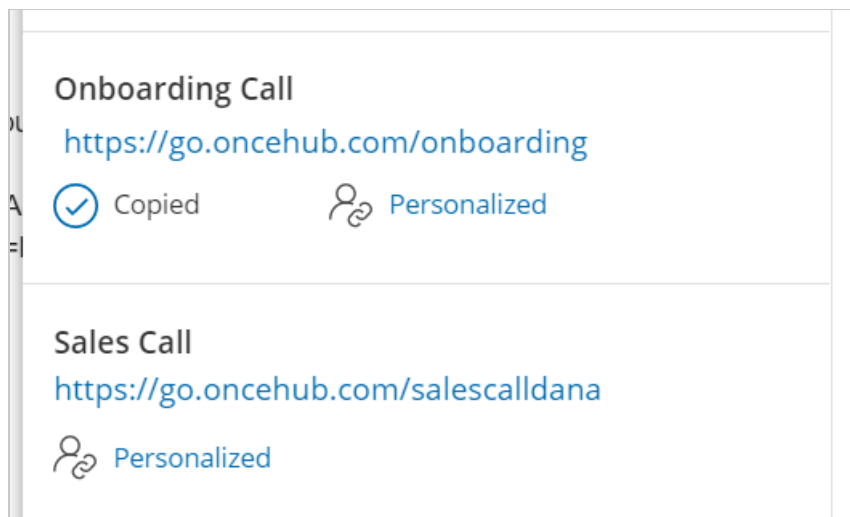 Onboarding Call
https://go.oncehub.com/onboarding
Copied Personalized
Sales Call
https://go.oncehub.com/salescalldana
Personalized